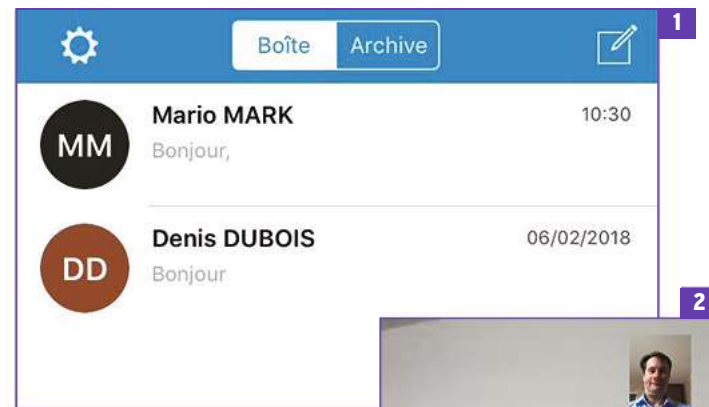 1
Boîte Archive
MM
Mario MARK 10:30
Bonjour,
DD
Denis DUBOIS 06/02/2018
Bonjour
2